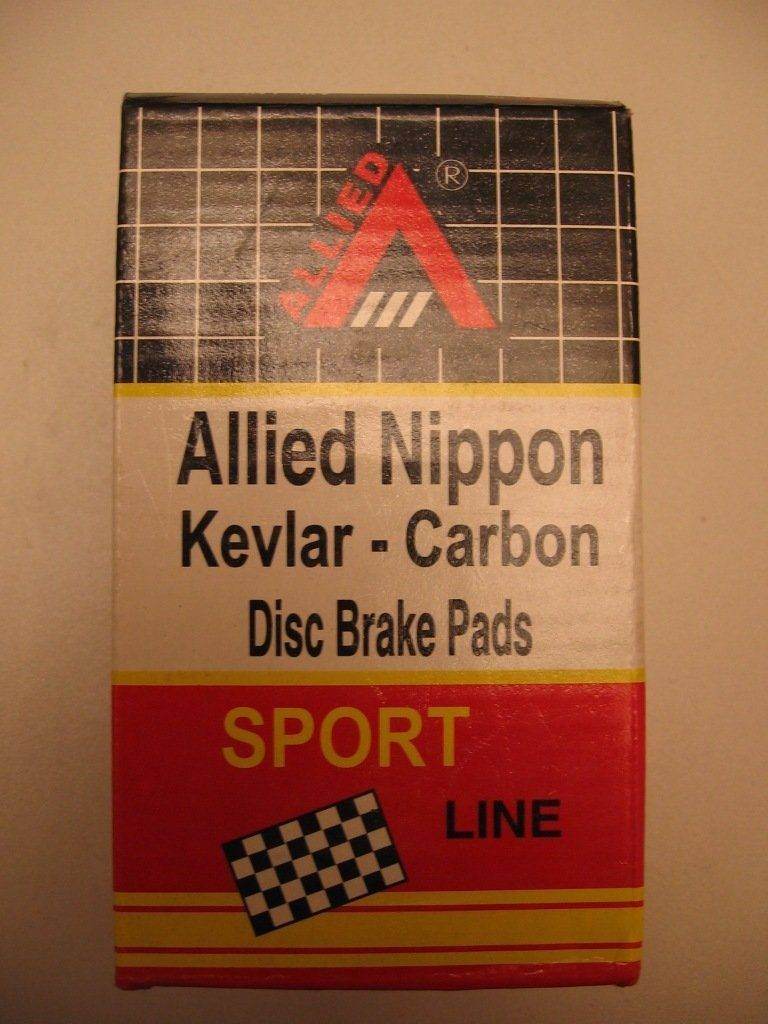 ALLIED
®
Allied Nippon
Kevlar - Carbon
Disc Brake Pads
SPORT
LINE